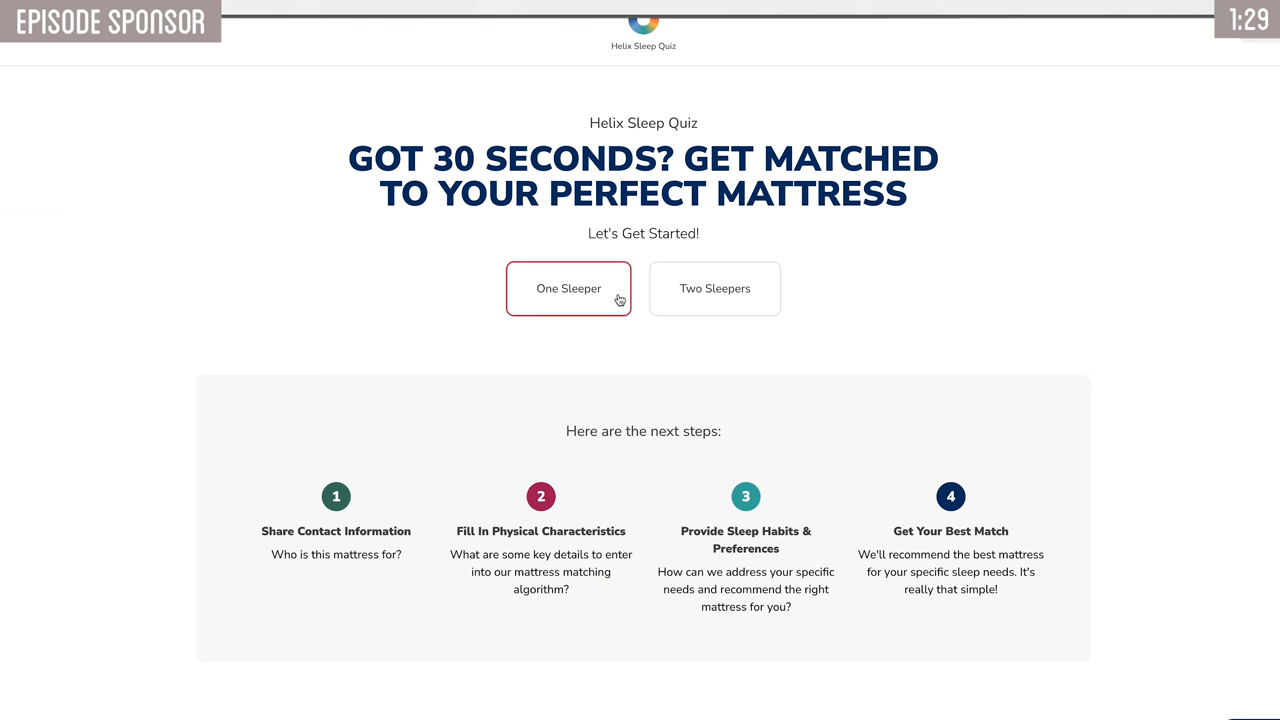 EPISODE SPONSOR
1:29
Helix Sleep Quiz
Helix Sleep Quiz
GOT 30 SECONDS? GET MATCHED
TO YOUR PERFECT MATTRESS
Let's Get Started!
One Sleeper
Two Sleepers
Here are the next steps:
1
Share Contact Information
Who is this mattress for?
2
Fill In Physical Characteristics
What are some key details to enter
into our mattress matching
algorithm?
3
Provide Sleep Habits &
Preferences
How can we address your specific
needs and recommend the right
mattress for you?
4
Get Your Best Match
We'll recommend the best mattress
for your specific sleep needs. It's
really that simple!